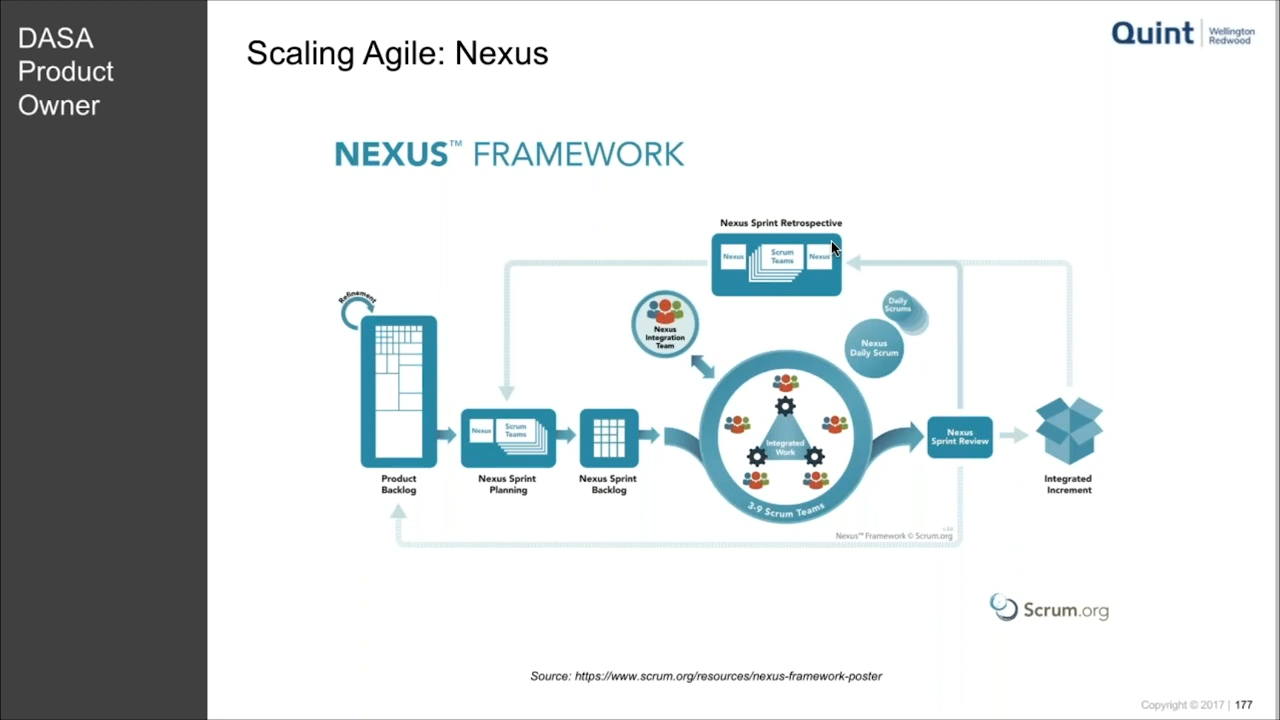 DASA
Product
Owner
Scaling Agile: Nexus
Quint
Wellington
Redwood
NEXUS™ FRAMEWORK
Nexus Sprint Retrospective
Nexus
Scrum
Teams
Nexus
Refinement
Nexus
Integration
Team
Daily
Scrums
Nexus
Daily Scrum
Nexus
Scrum
Teams
Integrated
Work
3-9 Scrum Teams
Nexus
Sprint Review
Product
Backlog
Nexus Sprint
Planning
Nexus Sprint
Backlog
Integrated
Increment
Nexus™ Framework © Scrum.org
Scrum.org
Source: https://www.scrum.org/resources/nexus-framework-poster
Copyright © 2017 | 177